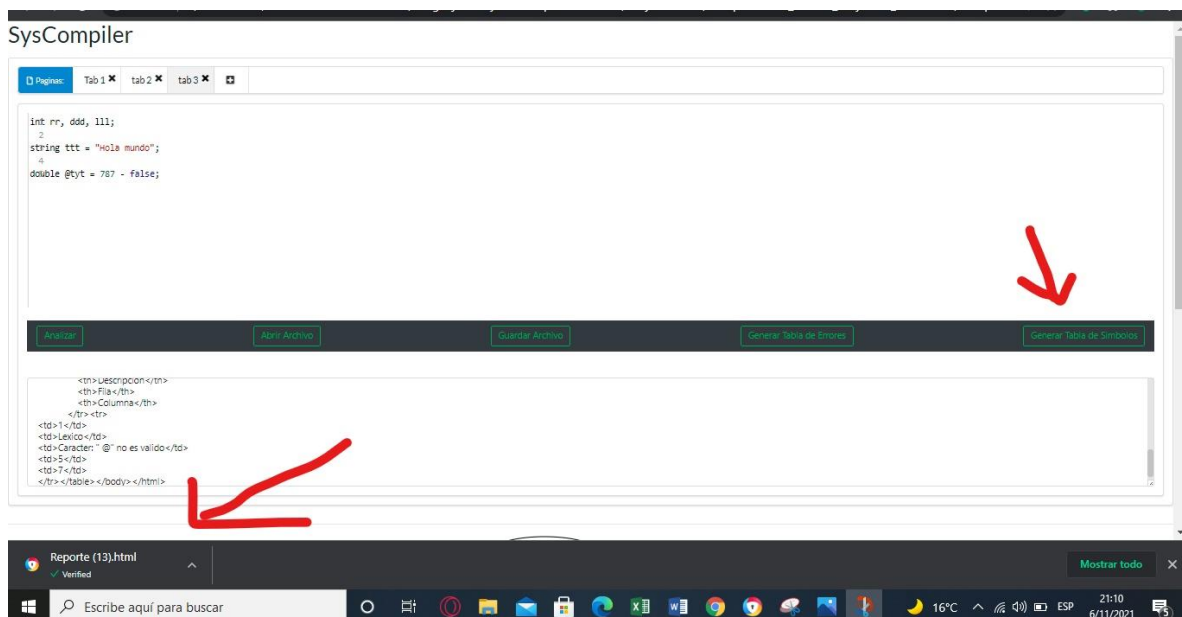 SysCompiler
Paginas: Tab 1 ✖ tab 2 ✖ tab 3 ✖
int rr, ddd, lll;
2
string ttt = "Hola mundo";
4
double @tyt = 787 - false;
Analizar Abrir Archivo Guardar Archivo Generar Tabla de Errores Generar Tabla de Simbolos
<th>Descripcion</th>
<th>Fila</th>
<th>Columna</th>
</tr><tr>
<td>1</td>
<td>Lexico</td>
<td>Caracter: " @" no es valido</td>
<td>5</td>
<td>7</td>
</tr></table></body></html>
Reporte (13).html
Verified
Mostrar todo
Escribe aquí para buscar
16°C ESP 21:10
6/11/2021
5